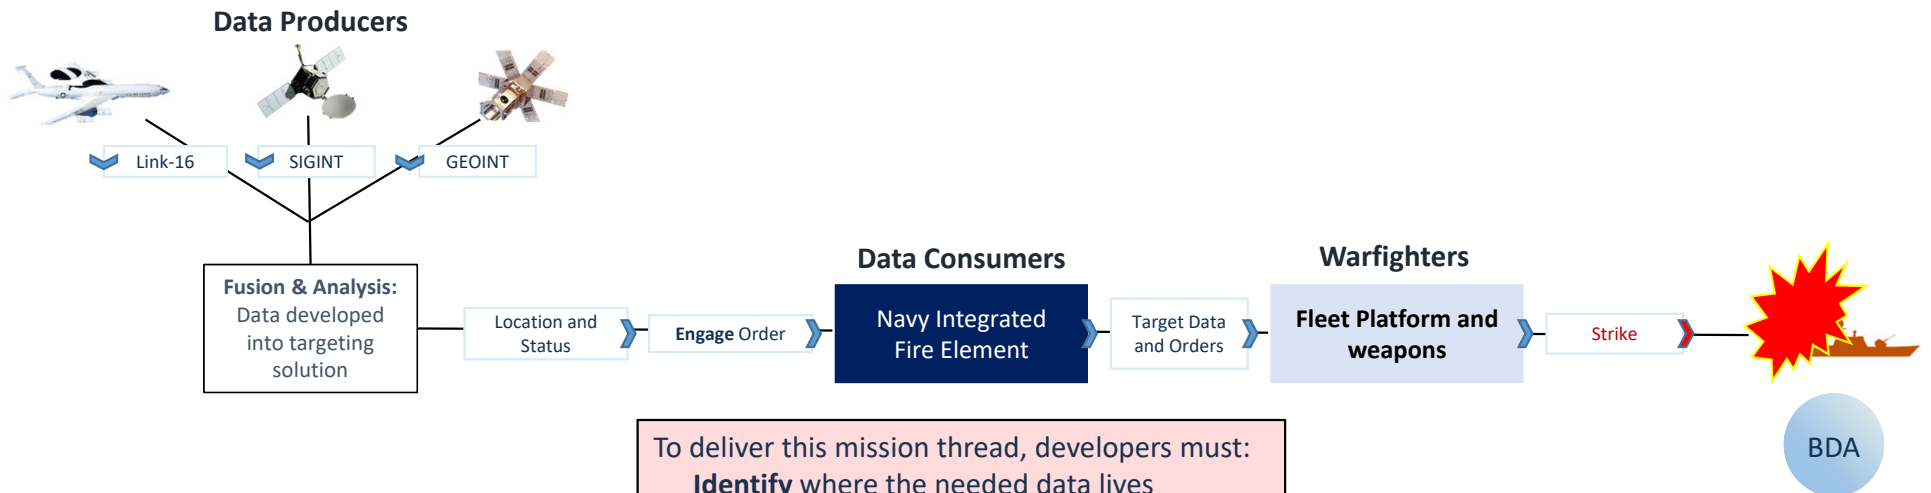 Data Producers
Link-16
SIGINT
GEOINT
Fusion & Analysis:
Data developed
into targeting
solution
Location and
Status
Engage Order
Data Consumers
Navy Integrated
Fire Element
Target Data
and Orders
Warfighters
Fleet Platform and
weapons
Strike
BDA
To deliver this mission thread, developers must:
Identify where the needed data lives